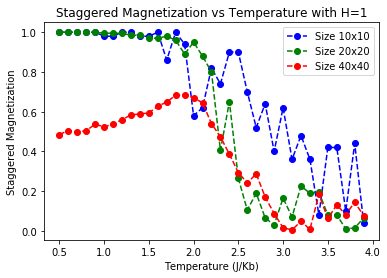 Staggered Magnetization vs Temperature with H=1
Size 10x10
Size 20x20
Size 40x40
Staggered Magnetization
1.0
0.8
0.6
0.4
0.2
0.0
0.5 1.0 1.5 2.0 2.5 3.0 3.5 4.0
Temperature (J/Kb)